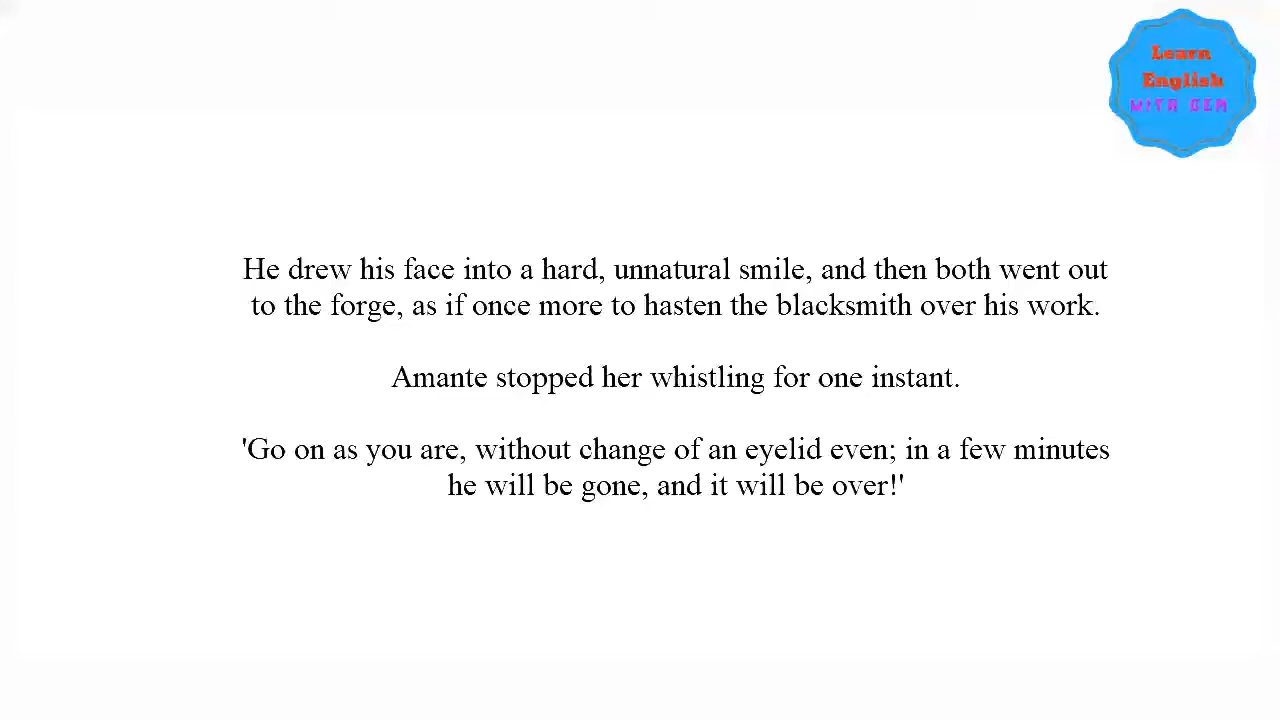 Learn
English
WITH GEM
He drew his face into a hard, unnatural smile, and then both went out
to the forge, as if once more to hasten the blacksmith over his work.
Amante stopped her whistling for one instant.
'Go on as you are, without change of an eyelid even; in a few minutes
he will be gone, and it will be over!'